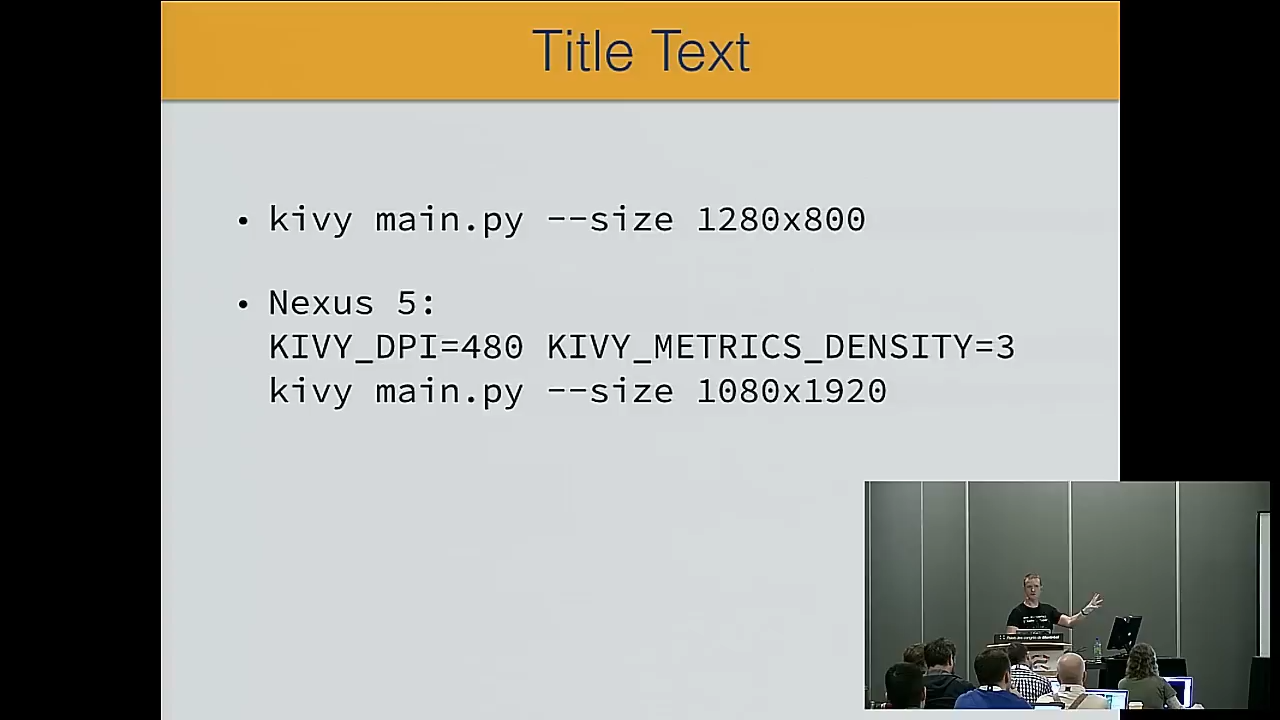 Title Text
• kivy main.py --size 1280x800
• Nexus 5:
KIVY_DPI=480 KIVY_METRICS_DENSITY=3
kivy main.py --size 1080x1920